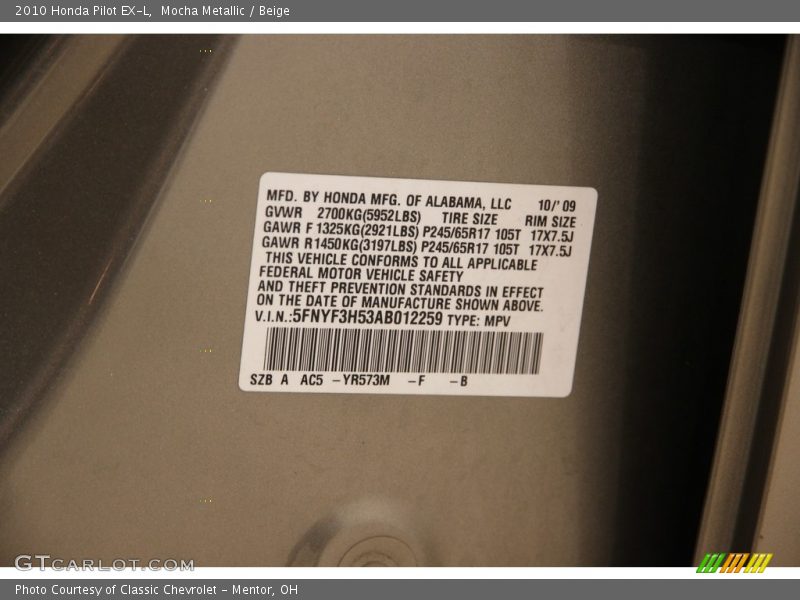 2010 Honda Pilot EX-L, Mocha Metallic / Beige
MFD. BY HONDA MFG. OF ALABAMA, LLC 10/'09
GVWR 2700KG(5952LBS) TIRE SIZE RIM SIZE
GAWR F 1325KG(2921LBS) P245/65R17 105T 17X7.5J
GAWR R1450KG(3197LBS) P245/65R17 105T 17X7.5J
THIS VEHICLE CONFORMS TO ALL APPLICABLE
FEDERAL MOTOR VEHICLE SAFETY
AND THEFT PREVENTION STANDARDS IN EFFECT
ON THE DATE OF MANUFACTURE SHOWN ABOVE.
V.I.N.:5FNYF3H53AB012259 TYPE: MPV
SZB A AC5 -YR573M -F -B
GTCARLOT.COM
Photo Courtesy of Classic Chevrolet - Mentor, OH